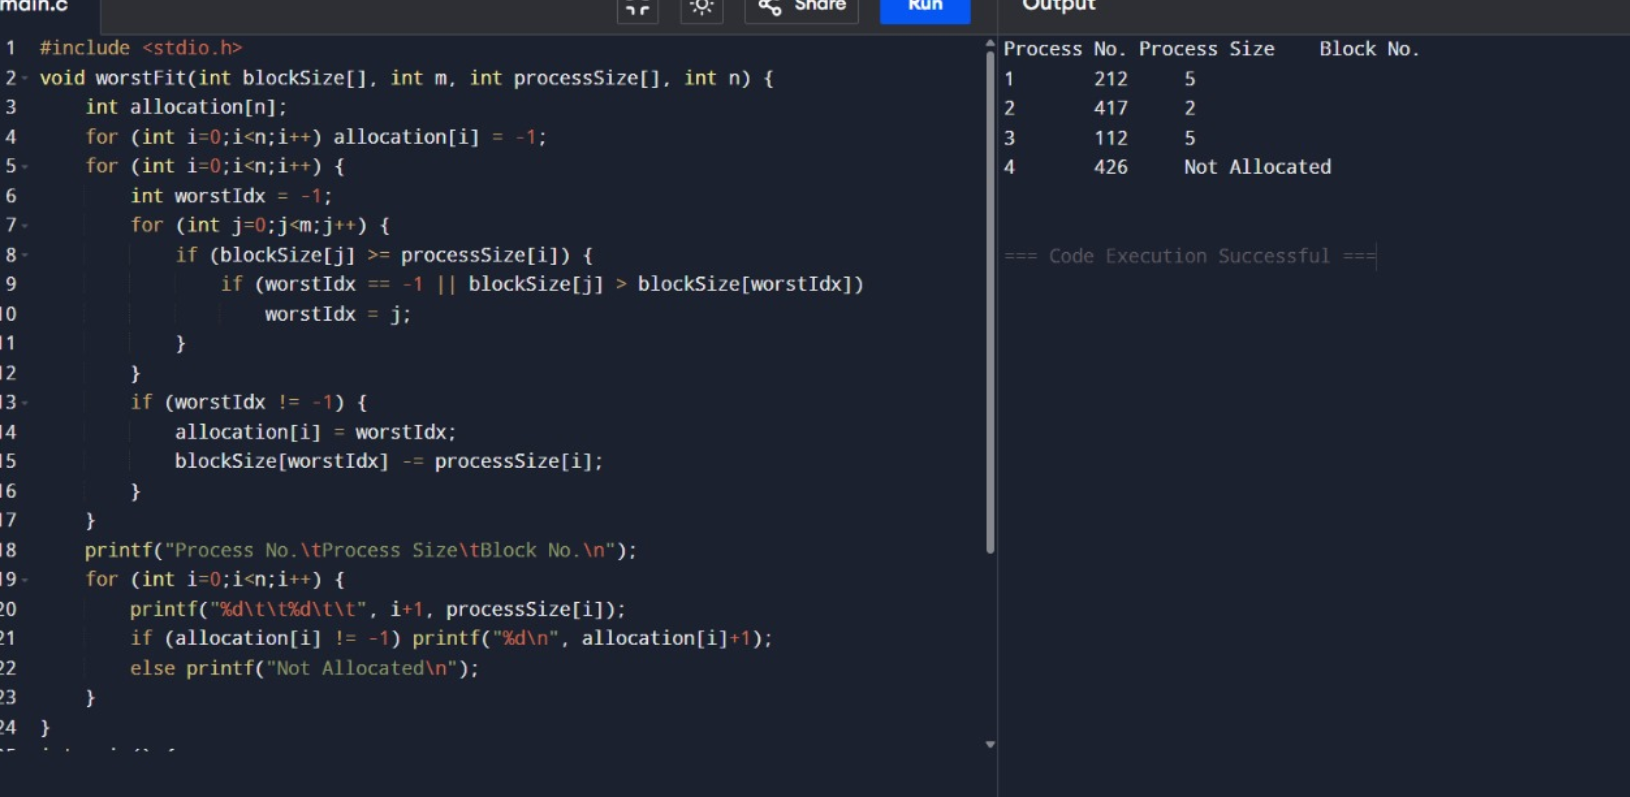 main.c
Share
Run
Output
1 #include <stdio.h>
2 void worstFit(int blockSize[], int m, int processSize[], int n) {
3     int allocation[n];
4     for (int i=0;i<n;i++) allocation[i] = -1;
5     for (int i=0;i<n;i++) {
6         int worstIdx = -1;
7         for (int j=0;j<m;j++) {
8             if (blockSize[j] >= processSize[i]) {
9                 if (worstIdx == -1 || blockSize[j] > blockSize[worstIdx])
10                     worstIdx = j;
11             }
12         }
13         if (worstIdx != -1) {
14             allocation[i] = worstIdx;
15             blockSize[worstIdx] -= processSize[i];
16         }
17     }
18     printf("Process No.\tProcess Size\tBlock No.\n");
19     for (int i=0;i<n;i++) {
20         printf("%d\t\t%d\t\t", i+1, processSize[i]);
21         if (allocation[i] != -1) printf("%d\n", allocation[i]+1);
22         else printf("Not Allocated\n");
23     }
24 }
Process No. Process Size    Block No.
1       212     5
2       417     2
3       112     5
4       426     Not Allocated
=== Code Execution Successful ===